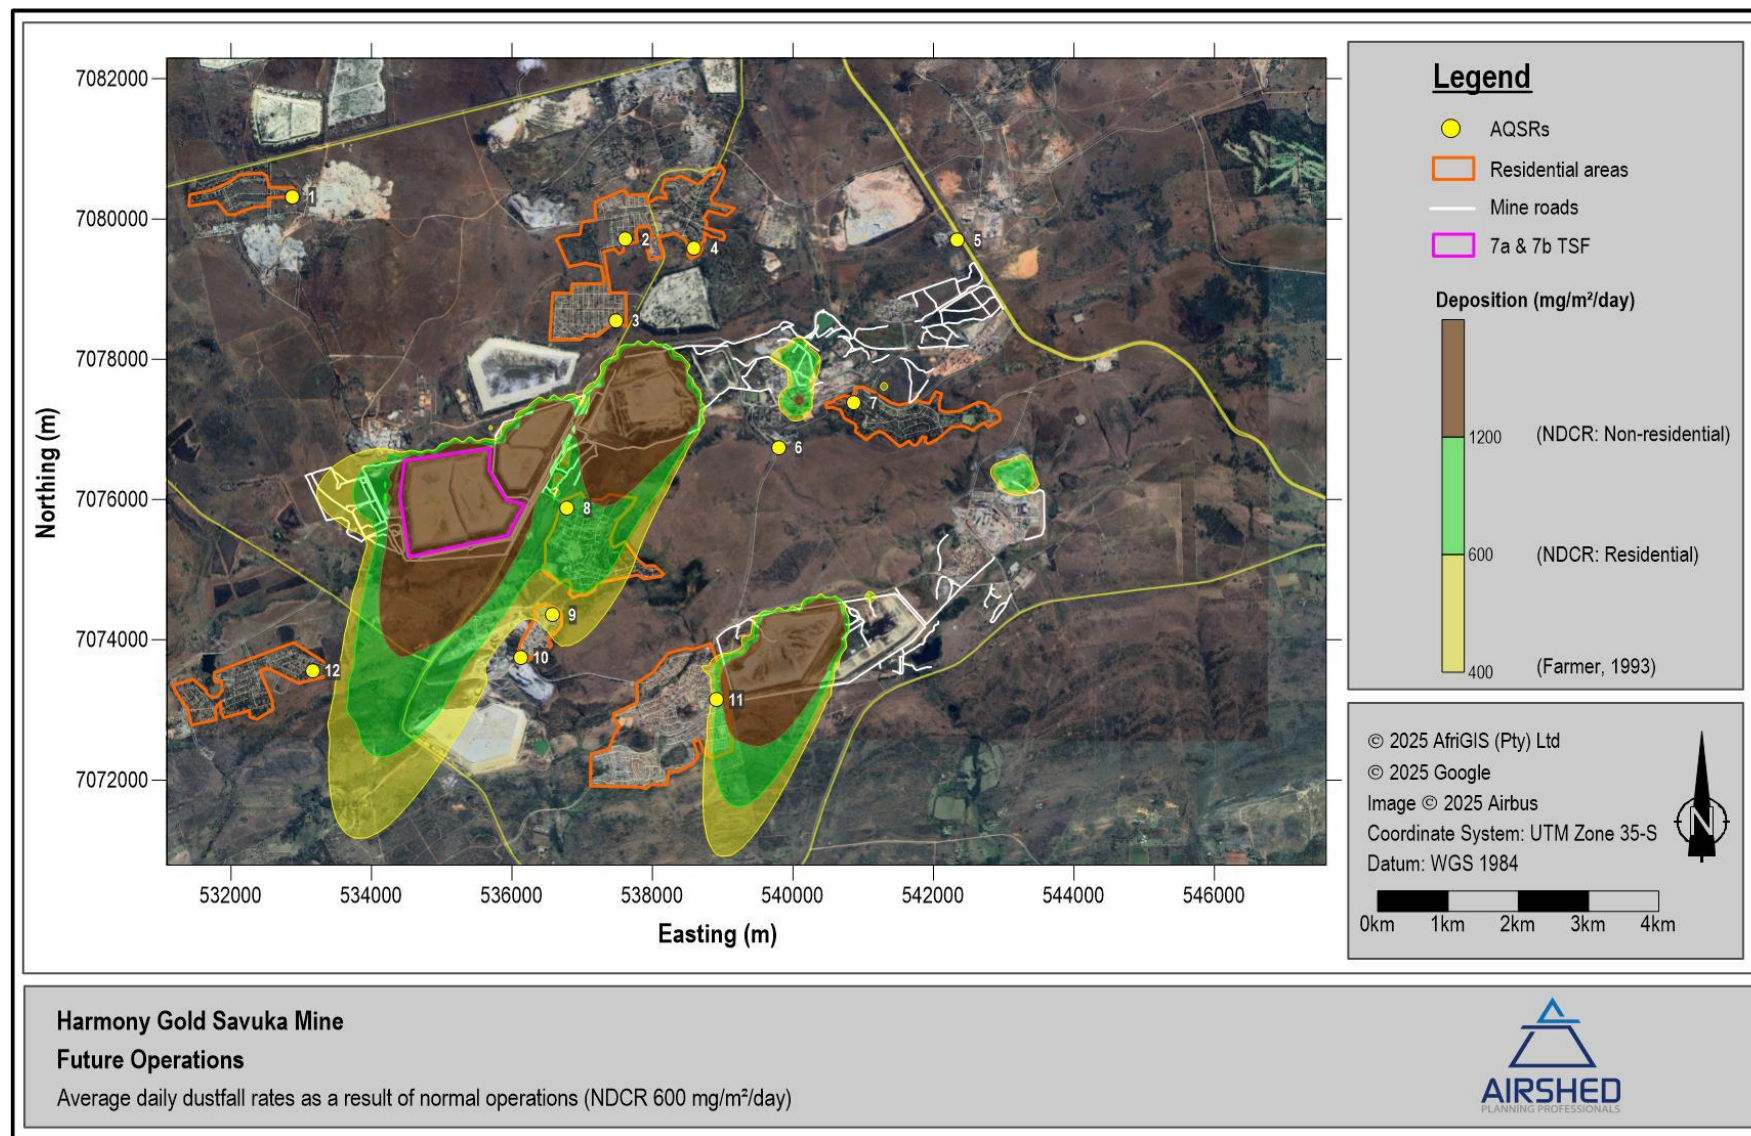 7082000
7080000
7078000
7076000
7074000
7072000
Northing (m)
532000
534000
536000
538000
540000
542000
544000
546000
Easting (m)
1
2
3
4
5
6
7
8
9
10
11
12
Legend
AQSRs
Residential areas
Mine roads
7a & 7b TSF
Deposition (mg/m²/day)
1200 (NDCR: Non-residential)
600 (NDCR: Residential)
400 (Farmer, 1993)
© 2025 AfriGIS (Pty) Ltd
© 2025 Google
Image © 2025 Airbus
Coordinate System: UTM Zone 35-S
Datum: WGS 1984
N
0km 1km 2km 3km 4km
Harmony Gold Savuka Mine
Future Operations
Average daily dustfall rates as a result of normal operations (NDCR 600 mg/m²/day)
AIRSHED
PLANNING PROFESSIONALS